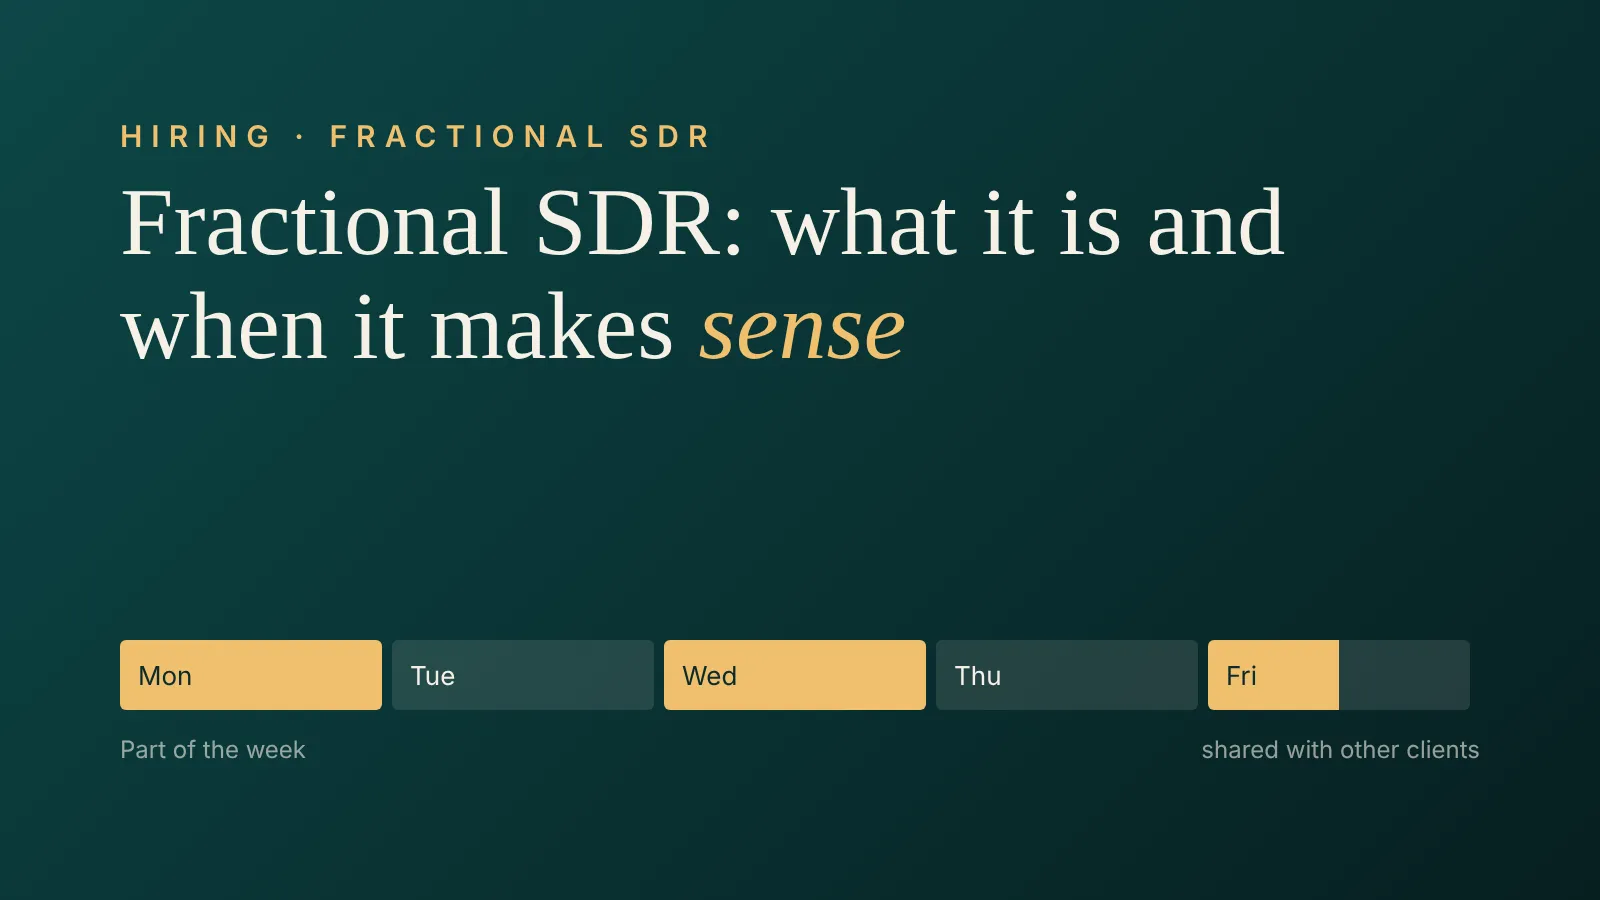 HIRING · FRACTIONAL SDR
Fractional SDR: what it is and
when it makes sense
Mon
Tue
Wed
Thu
Fri
Part of the week
shared with other clients